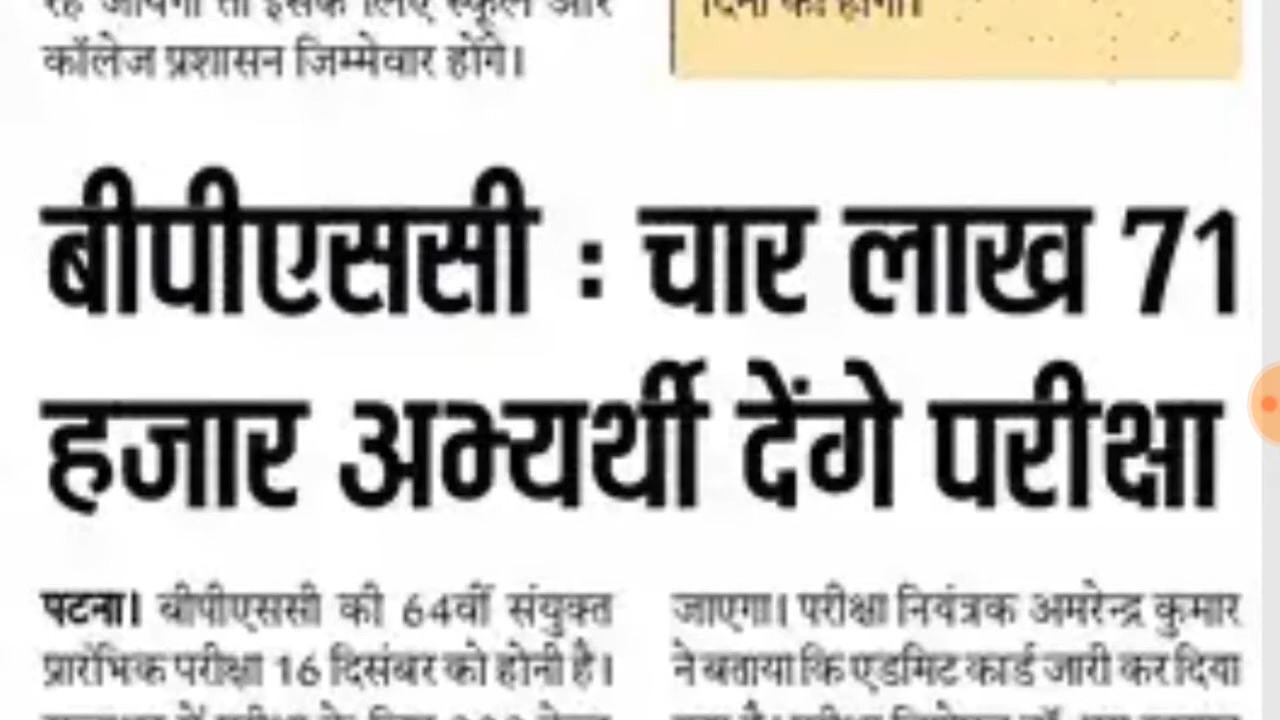 कॉलेज प्रशासन जिम्मेवार होंगे।
बीपीएससी : चार लाख 71
हजार अभ्यर्थी देंगे परीक्षा
पटना। बीपीएससी की 64वीं संयुक्त
प्रारंभिक परीक्षा 16 दिसंबर को होनी है।
जाएगा। परीक्षा नियंत्रक अमरेन्द्र कुमार
ने बताया कि एडमिट कार्ड जारी कर दिया